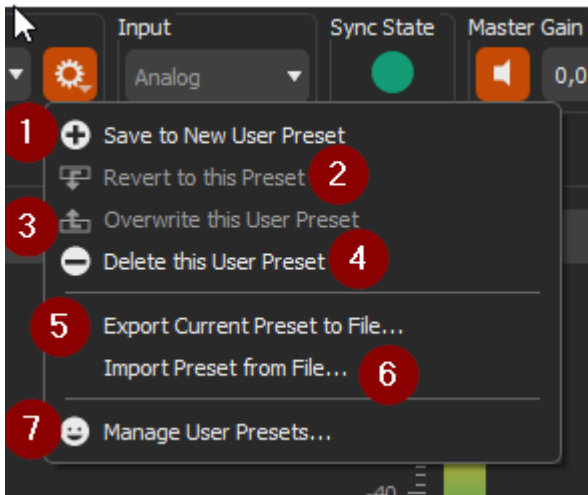 Input
Sync State
Master Gain
Analog
0,0
1
Save to New User Preset
Revert to this Preset
2
3
Overwrite this User Preset
Delete this User Preset
4
5
Export Current Preset to File...
Import Preset from File...
6
7
Manage User Presets...
-40